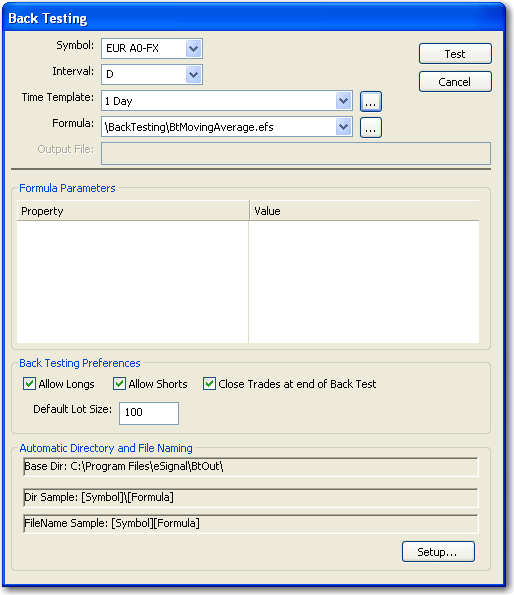 Back Testing
Symbol: EUR A0-FX
Test
Interval: D
Cancel
Time Template: 1 Day ...
Formula: \BackTesting\BtMovingAverage.efs ...
Output File:
Formula Parameters
Property Value
Back Testing Preferences
Allow Longs Allow Shorts Close Trades at end of Back Test
Default Lot Size: 100
Automatic Directory and File Naming
Base Dir: C:\Program Files\eSignal\BtOut\
Dir Sample: [Symbol]\[Formula]
FileName Sample: [Symbol][Formula]
Setup...